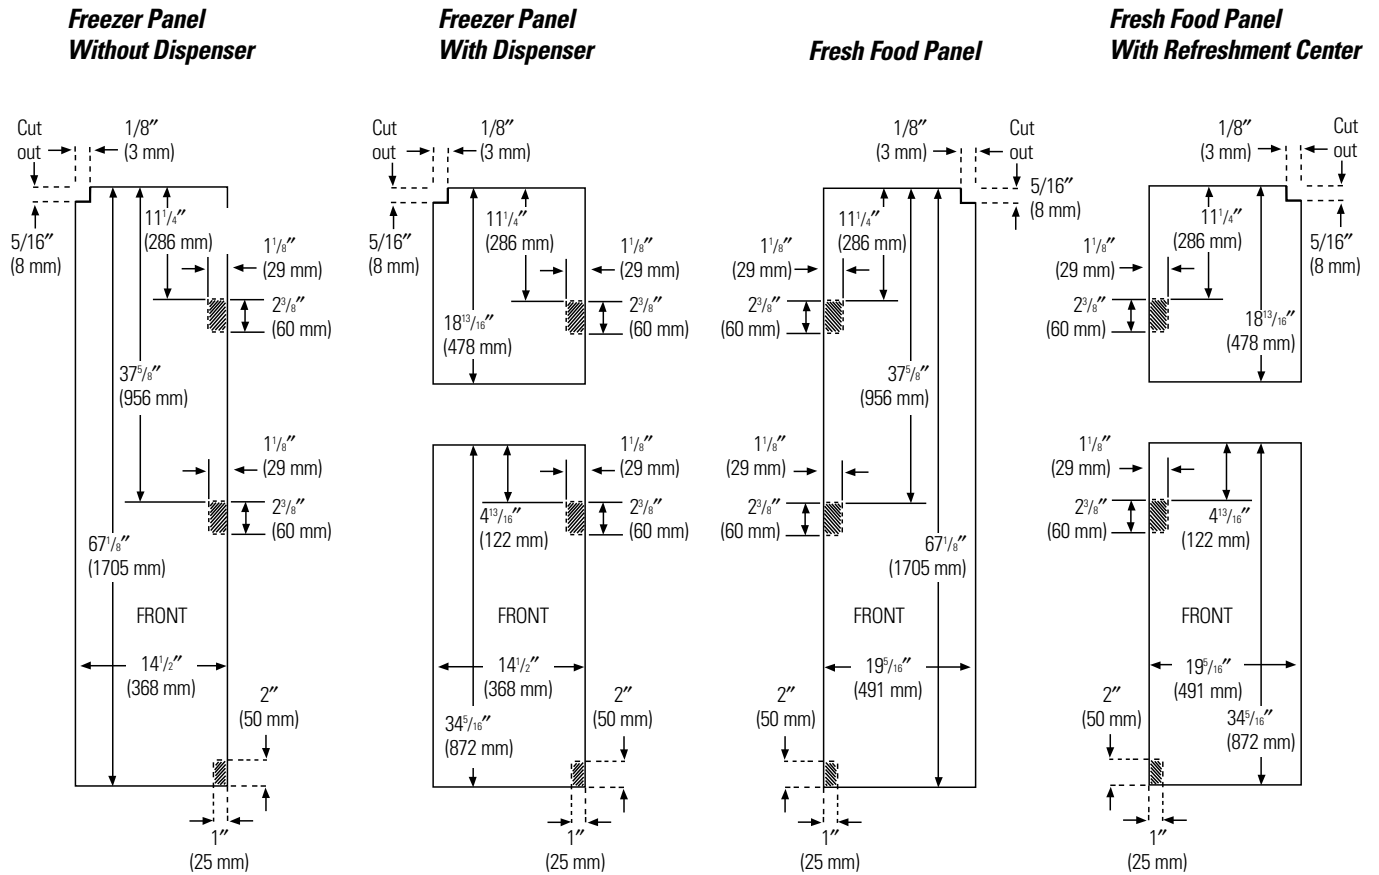 Freezer Panel
Without Dispenser
Cut
out
1/8″
(3 mm)
5/16″
(8 mm)
11 1/4″
(286 mm)
1 1/8″
(29 mm)
2 3/8″
(60 mm)
37 5/8″
(956 mm)
1 1/8″
(29 mm)
2 3/8″
(60 mm)
67 1/8″
(1705 mm)
FRONT
14 1/2″
(368 mm)
2″
(50 mm)
1″
(25 mm)
Freezer Panel
With Dispenser
Cut
out
1/8″
(3 mm)
5/16″
(8 mm)
11 1/4″
(286 mm)
1 1/8″
(29 mm)
2 3/8″
(60 mm)
18 13/16″
(478 mm)
1 1/8″
(29 mm)
2 3/8″
(60 mm)
4 13/16″
(122 mm)
FRONT
14 1/2″
(368 mm)
34 5/16″
(872 mm)
2″
(50 mm)
1″
(25 mm)
Fresh Food Panel
1/8″
(3 mm)
Cut
out
5/16″
(8 mm)
11 1/4″
(286 mm)
1 1/8″
(29 mm)
2 3/8″
(60 mm)
37 5/8″
(956 mm)
1 1/8″
(29 mm)
2 3/8″
(60 mm)
67 1/8″
(1705 mm)
FRONT
19 5/16″
(491 mm)
2″
(50 mm)
1″
(25 mm)
Fresh Food Panel
With Refreshment Center
1/8″
(3 mm)
Cut
out
5/16″
(8 mm)
11 1/4″
(286 mm)
1 1/8″
(29 mm)
2 3/8″
(60 mm)
18 13/16″
(478 mm)
1 1/8″
(29 mm)
2 3/8″
(60 mm)
4 13/16″
(122 mm)
FRONT
19 5/16″
(491 mm)
34 5/16″
(872 mm)
2″
(50 mm)
1″
(25 mm)